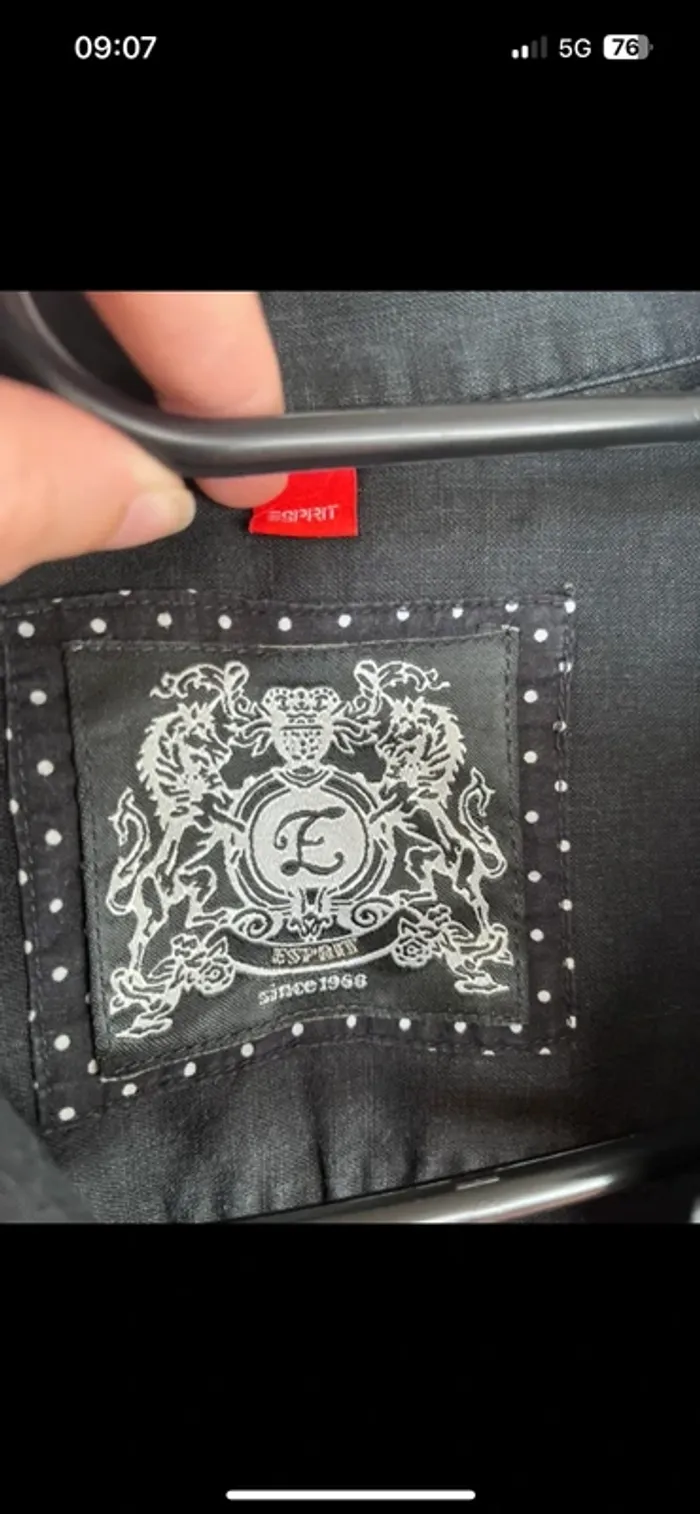 09:07
5G 76
ESPRIT
E
ESPRIT
since 1968